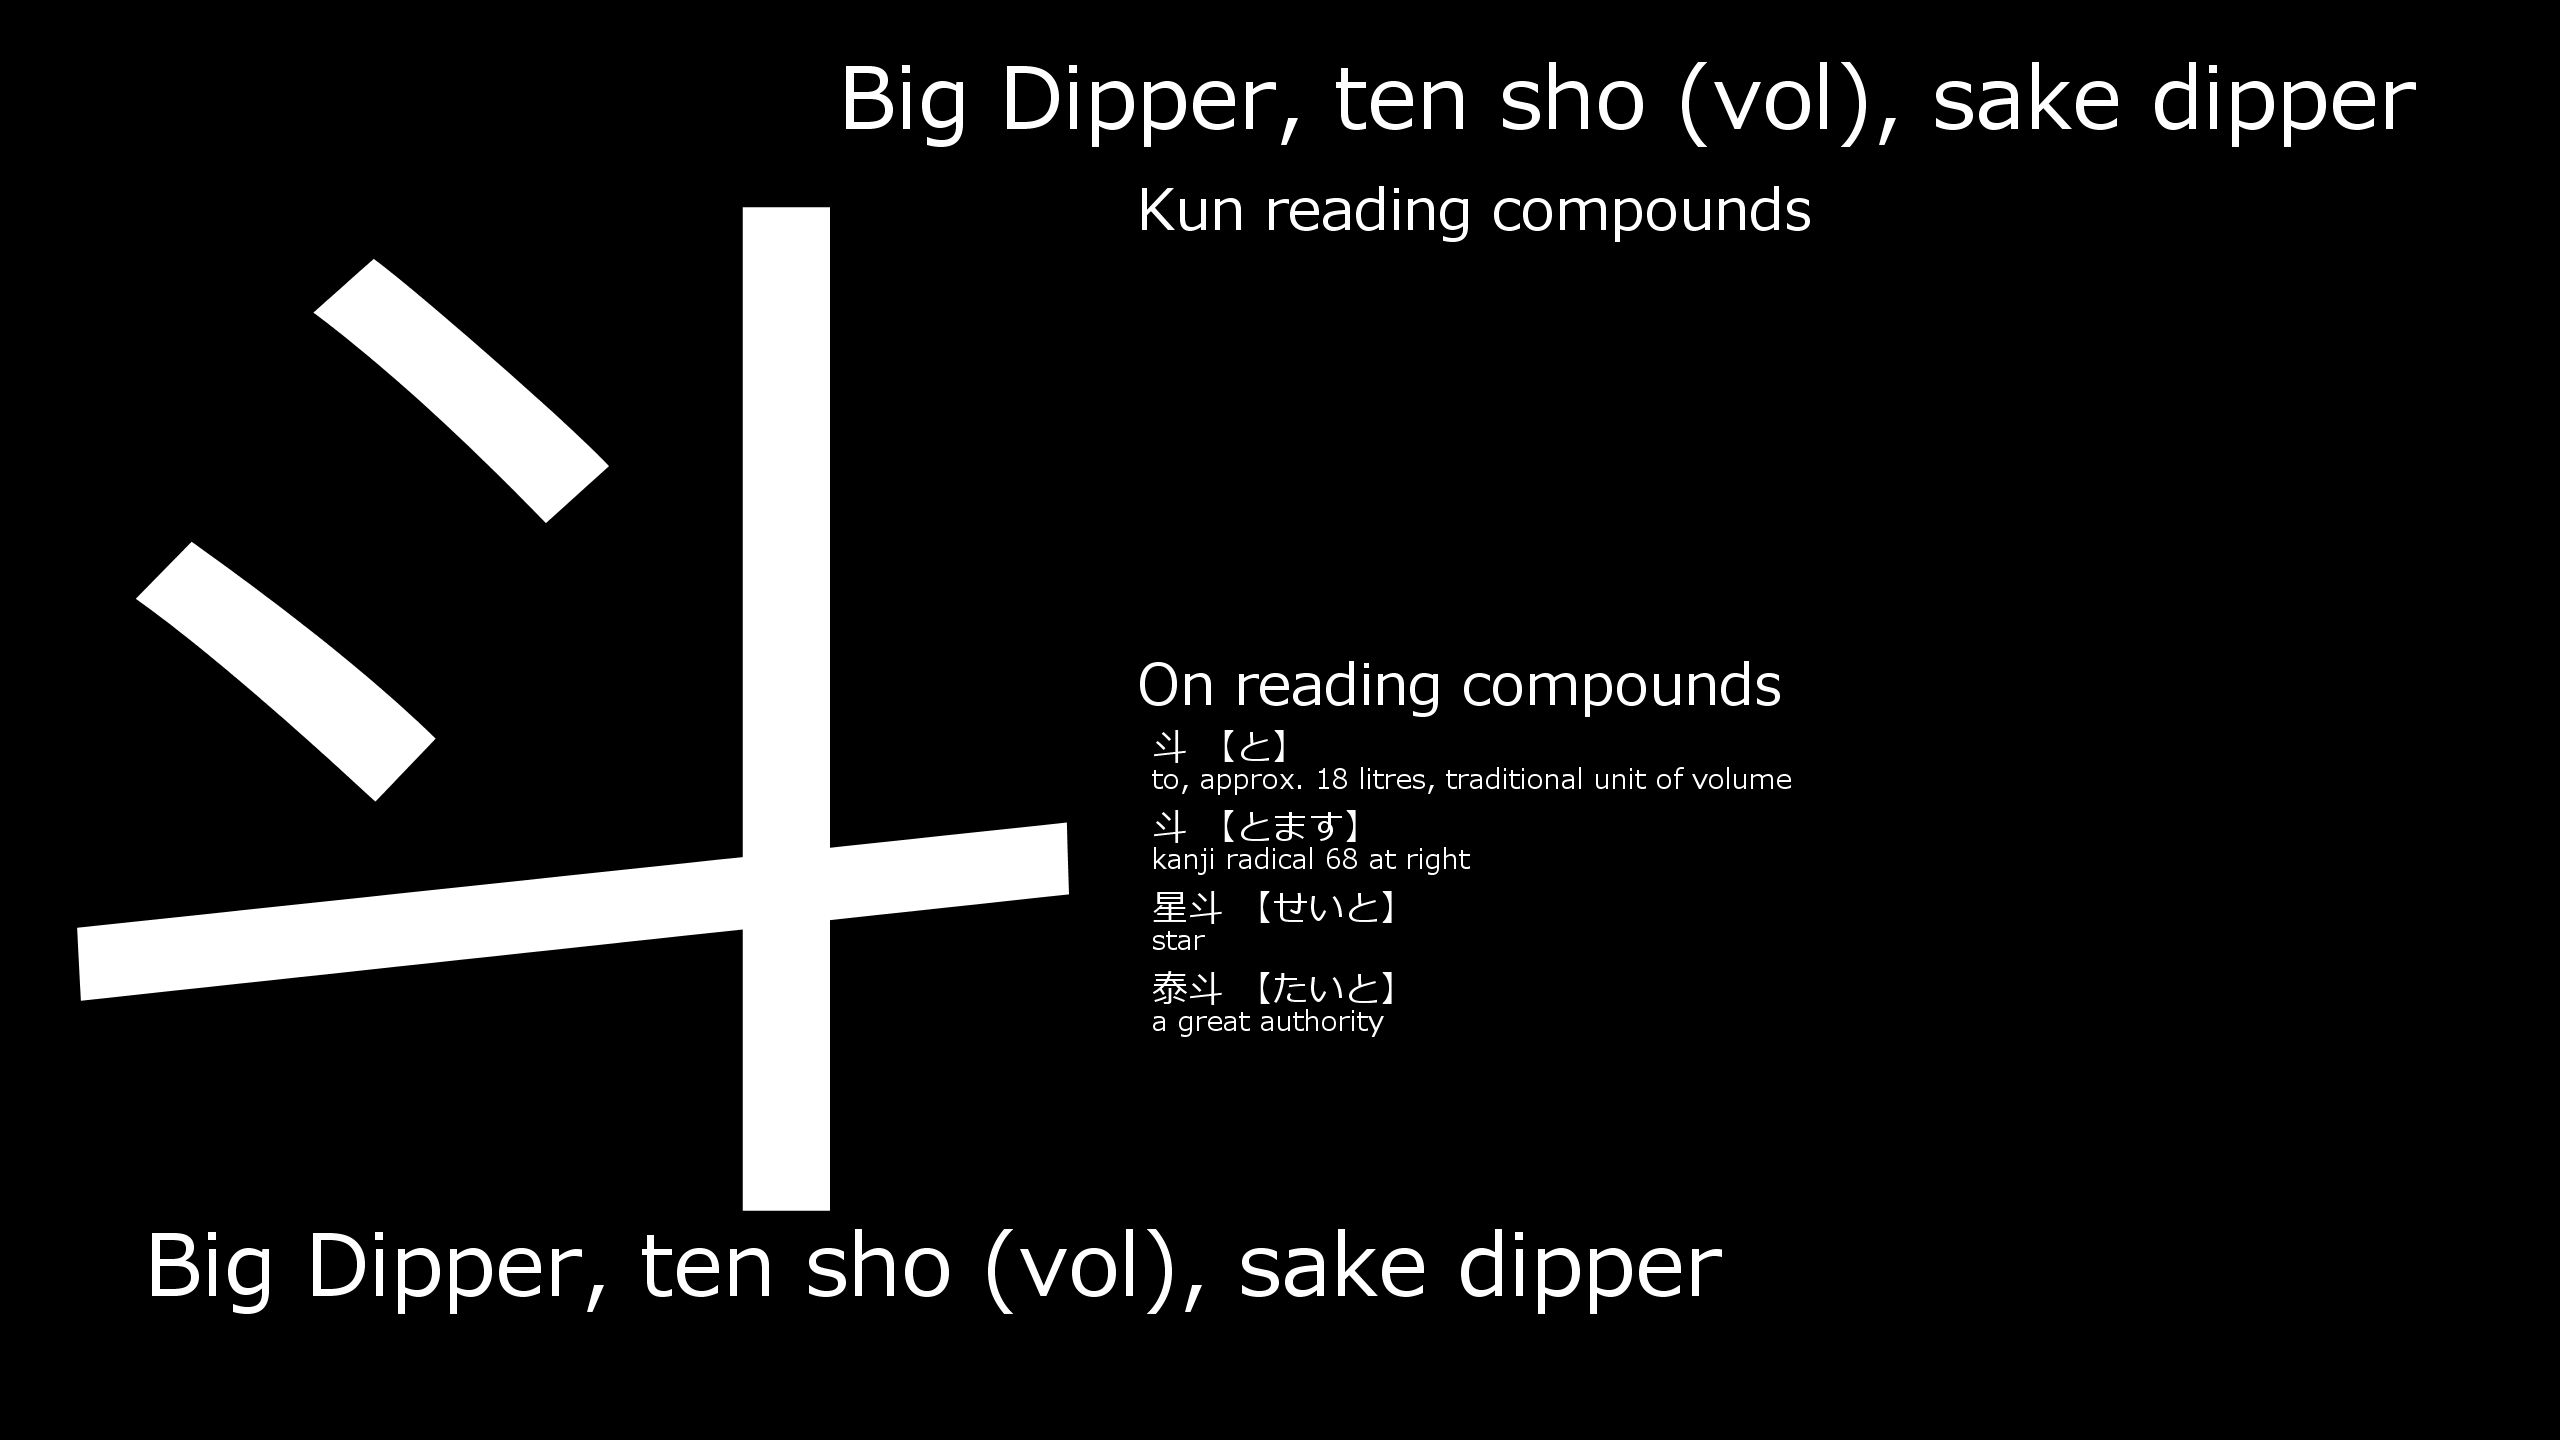 Big Dipper, ten sho (vol), sake dipper
斗
Kun reading compounds
On reading compounds
斗 【と】
to, approx. 18 litres, traditional unit of volume
斗 【とます】
kanji radical 68 at right
星斗 【せいと】
star
泰斗 【たいと】
a great authority
Big Dipper, ten sho (vol), sake dipper